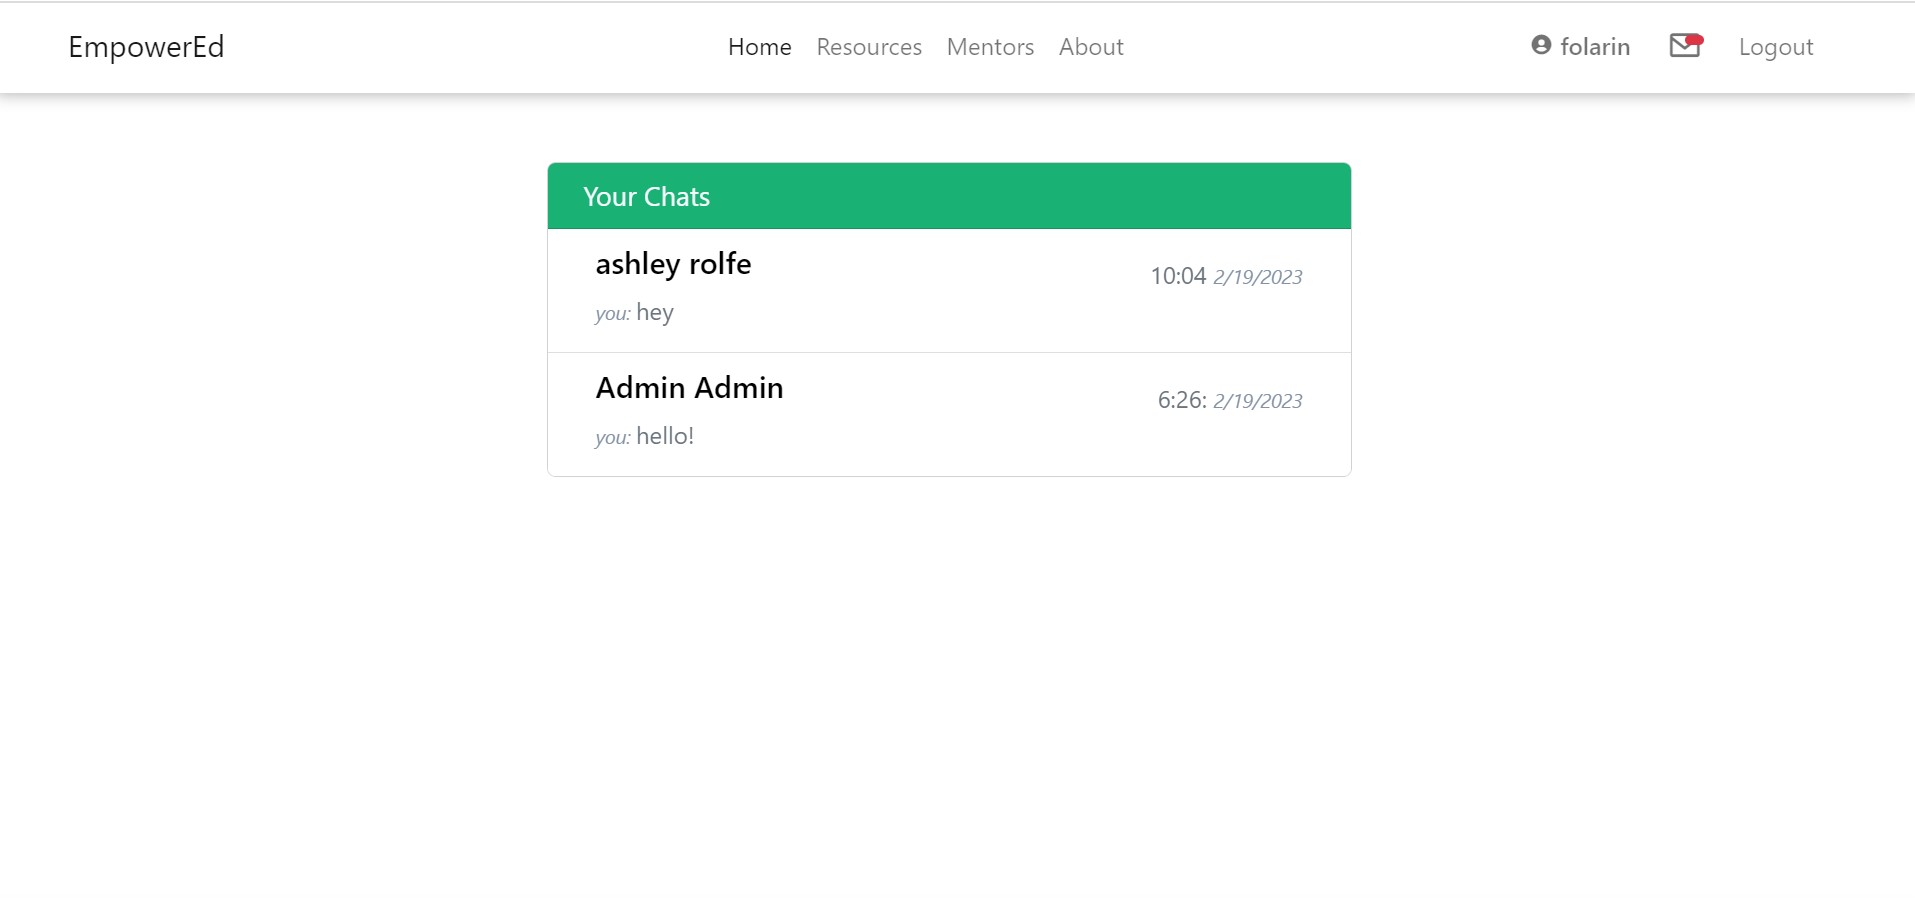 EmpowerEd Home Resources Mentors About folarin Logout
Your Chats
ashley rolfe
10:04 2/19/2023
you: hey
Admin Admin
6:26: 2/19/2023
you: hello!